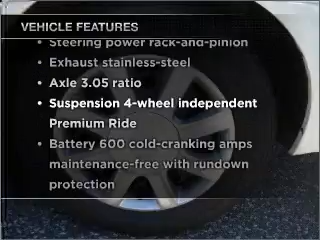 VEHICLE FEATURES
• Steering power rack-and-pinion
• Exhaust stainless-steel
• Axle 3.05 ratio
• Suspension 4-wheel independent
Premium Ride
• Battery 600 cold-cranking amps
maintenance-free with rundown
protection